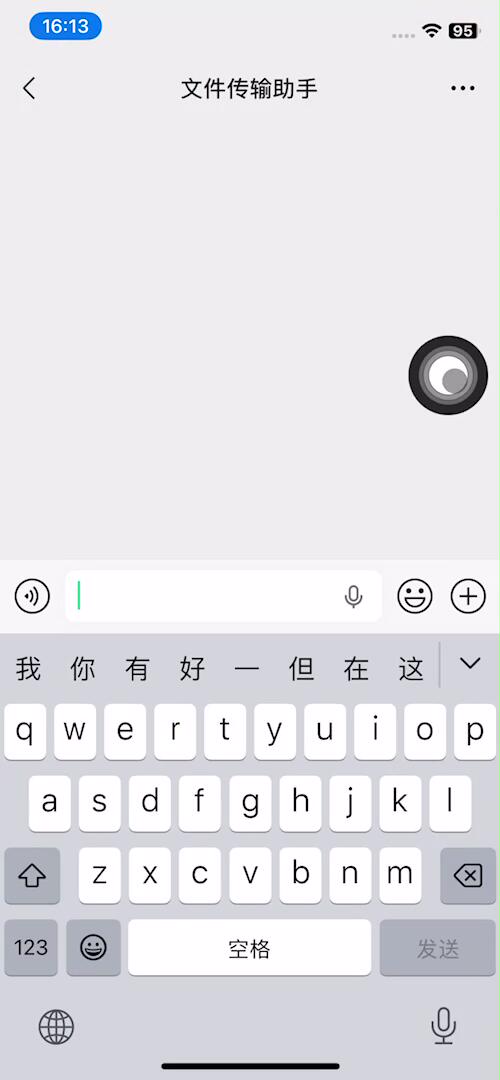 16:13
95
文件传输助手
我 你 有 好 一 但 在 这
q w e r t y u i o p
a s d f g h j k l
z x c v b n m
123 空格 发送